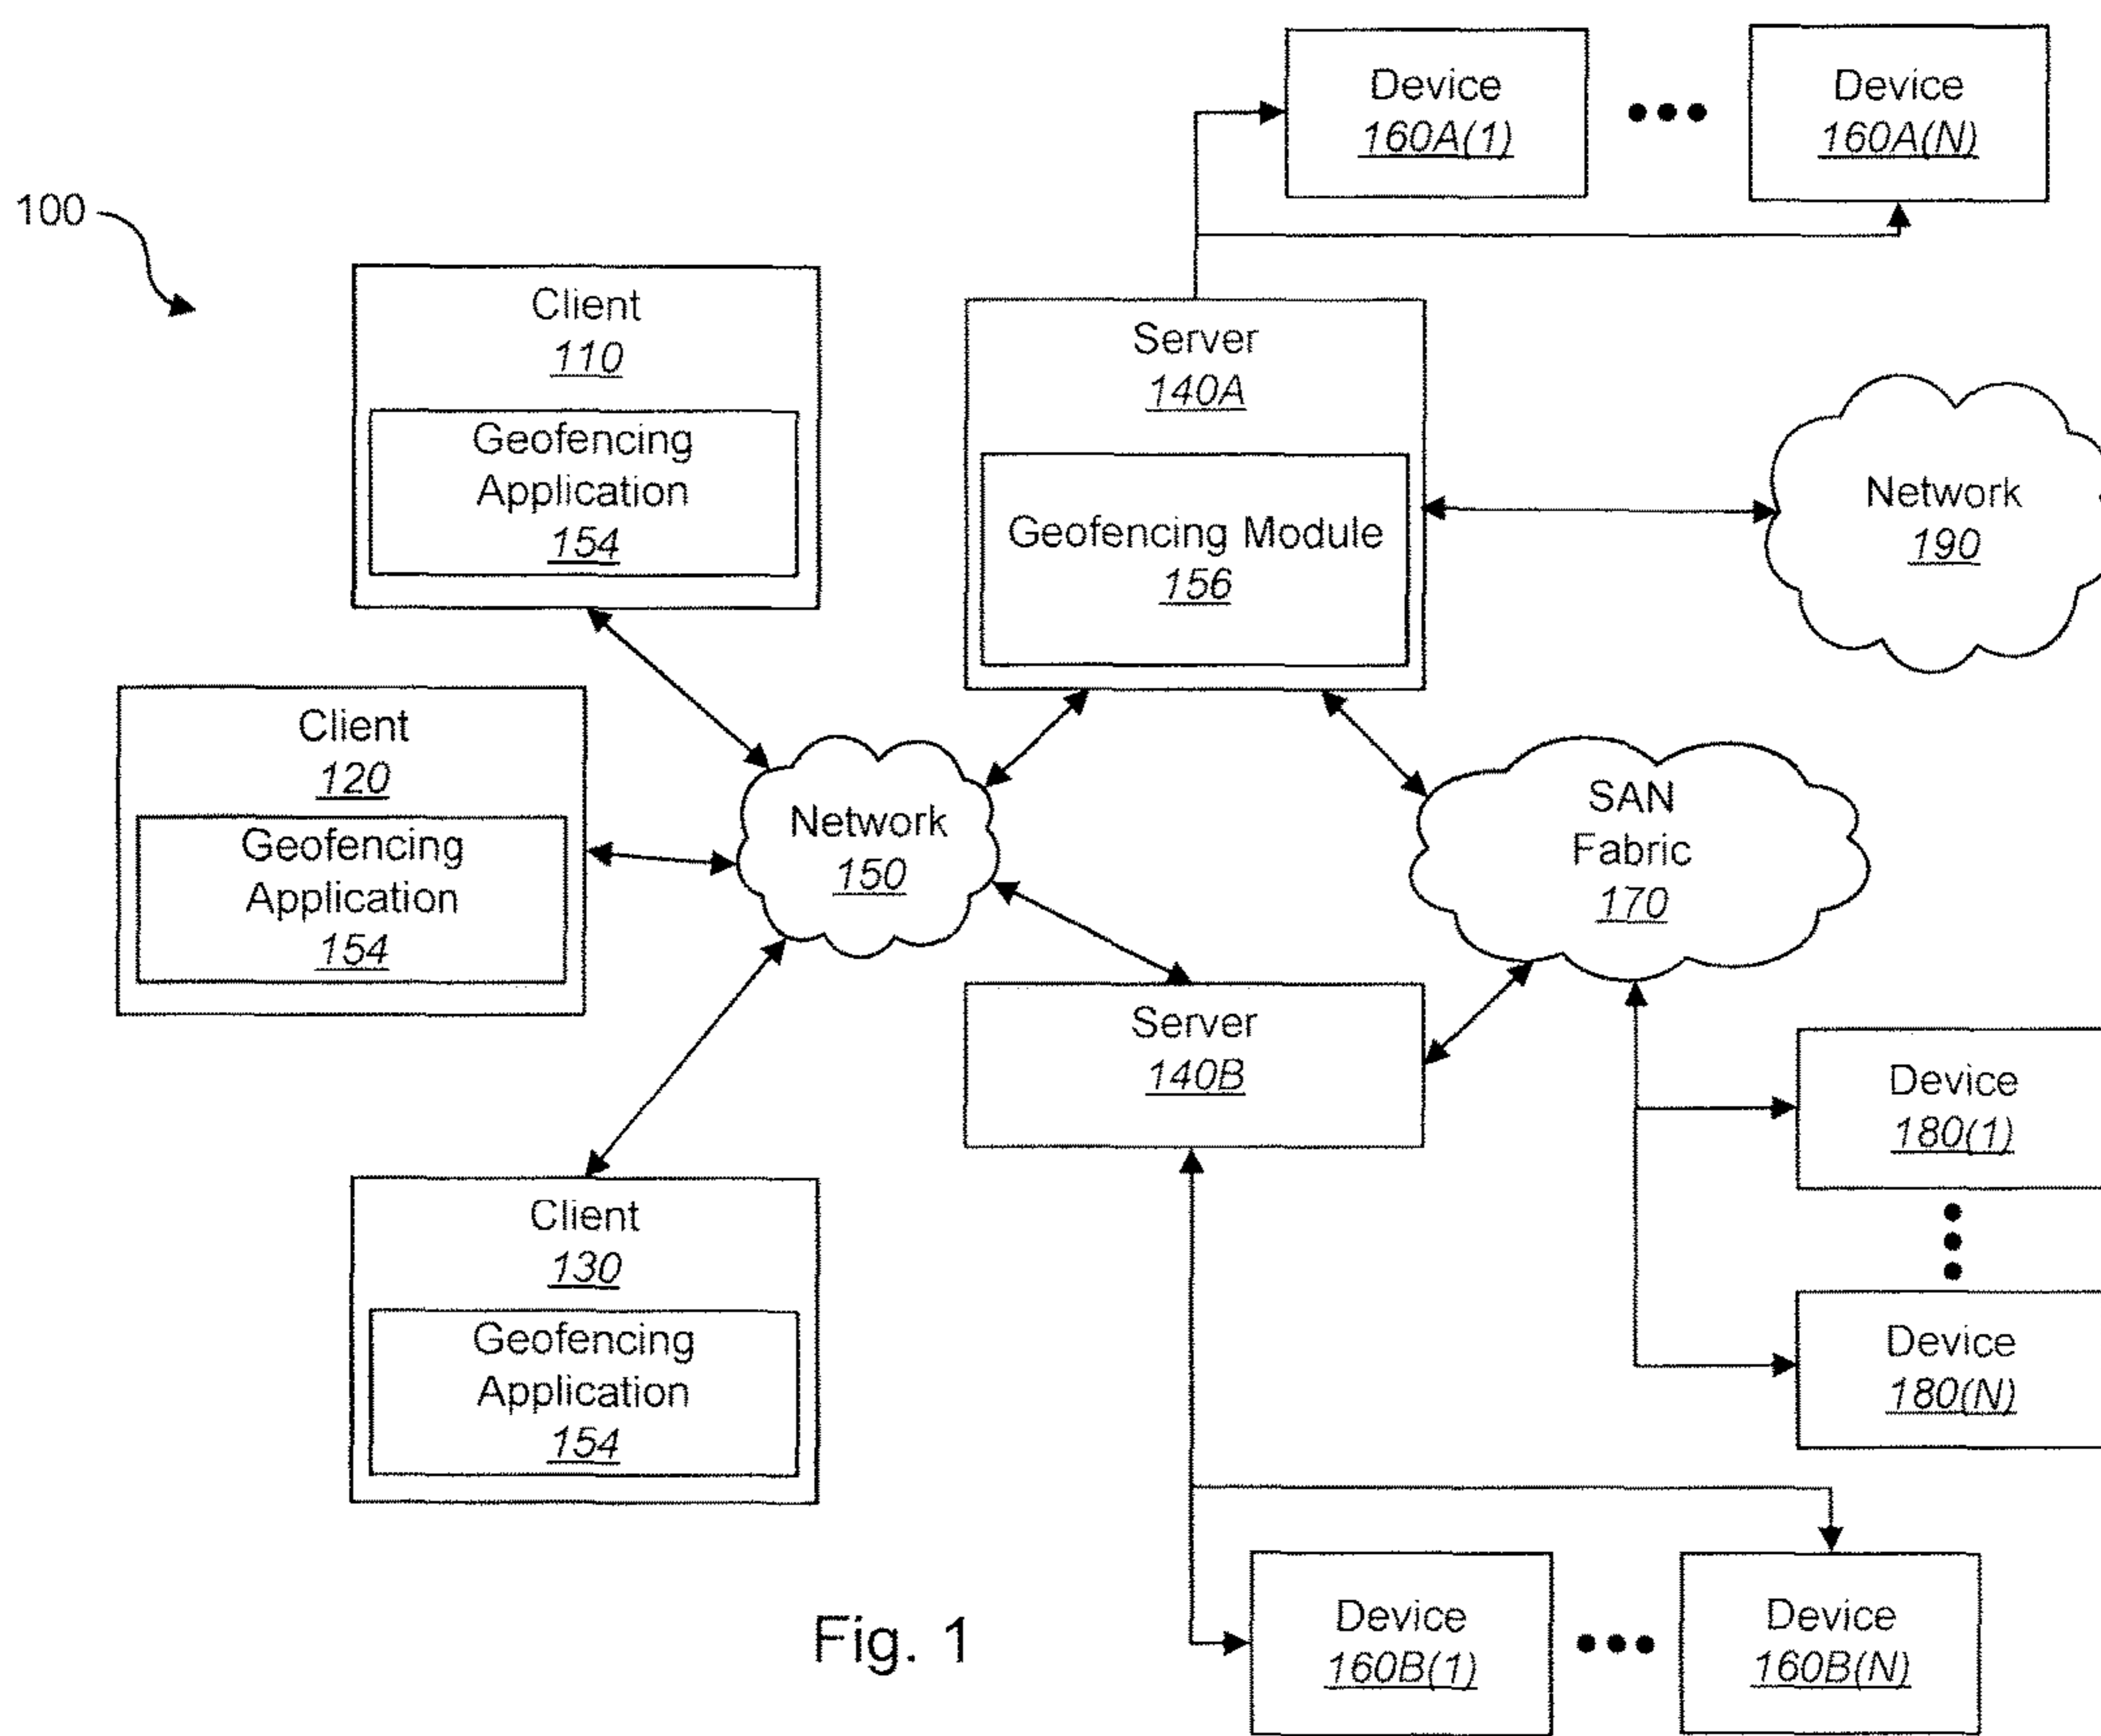 Device
160A(1)
Device
160A(N)
100
Client
110
Geofencing
Application
154
Server
140A
Geofencing Module
156
Network
190
Client
120
Geofencing
Application
154
Network
150
SAN
Fabric
170
Server
140B
Device
180(1)
Client
130
Geofencing
Application
154
Device
180(N)
Device
160B(1)
Device
160B(N)
Fig. 1